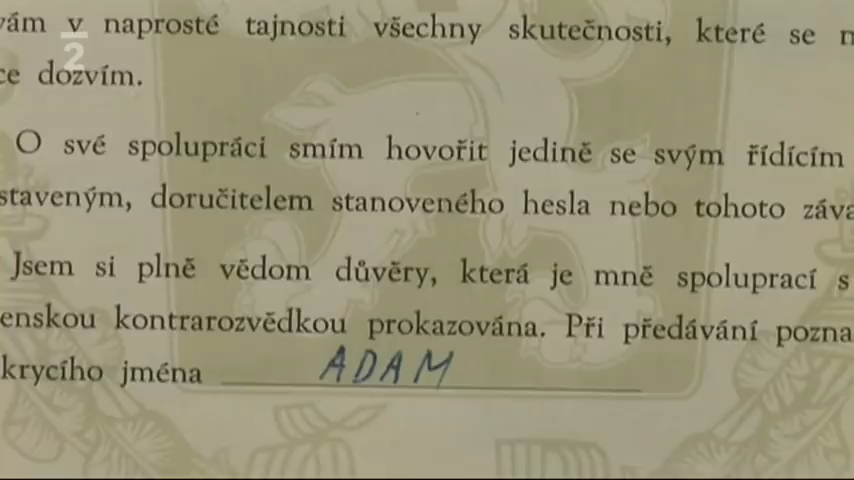 vám v naprosté tajnosti všechny skutečnosti, které se
dozvím.
O své spolupráci smím hovořit jedině se svým řídícím
staveným, doručitelem stanoveného hesla nebo tohoto
Jsem si plně vědom důvěry, která je mně spoluprací s
enskou kontrarozvědkou prokazována. Při předávání pozna
krycího jména ADAM
2